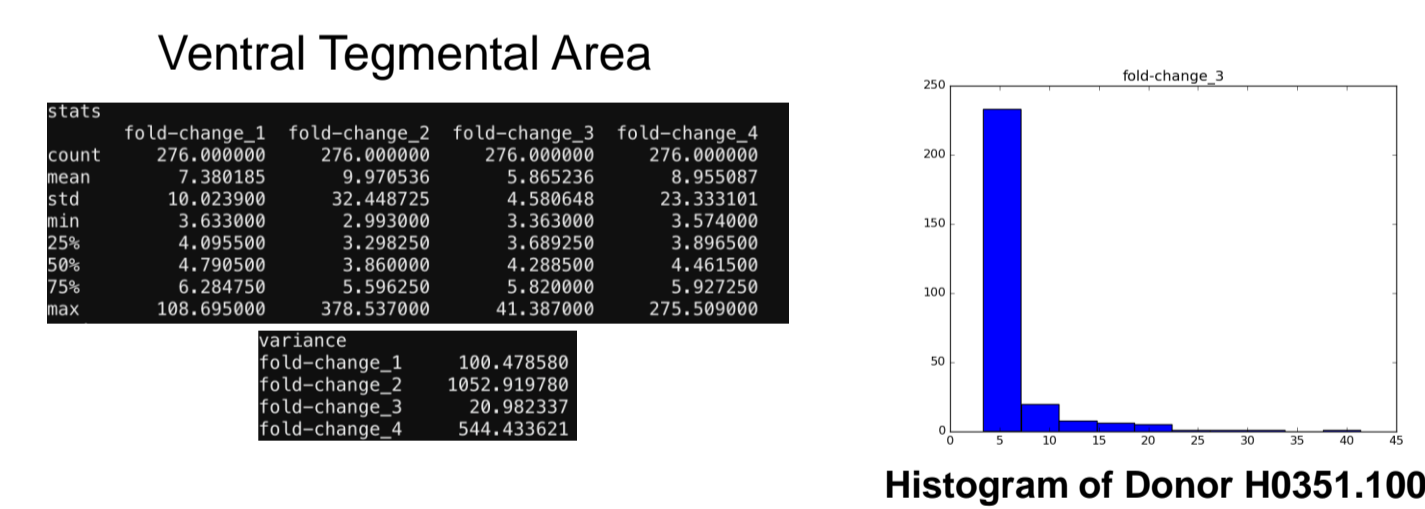 Ventral Tegmental Area
stats
fold-change_1 fold-change_2 fold-change_3 fold-change_4
count 276.000000 276.000000 276.000000 276.000000
mean 7.380185 9.970536 5.865236 8.955087
std 10.023900 32.448725 4.580648 23.333101
min 3.633000 2.993000 3.363000 3.574000
25% 4.095500 3.298250 3.689250 3.896500
50% 4.790500 3.860000 4.288500 4.461500
75% 6.284750 5.596250 5.820000 5.927250
max 108.695000 378.537000 41.387000 275.509000
variance
fold-change_1 100.478580
fold-change_2 1052.919780
fold-change_3 20.982337
fold-change_4 544.433621
fold-change_3
250
200
150
100
50
0
0 5 10 15 20 25 30 35 40 45
Histogram of Donor H0351.100